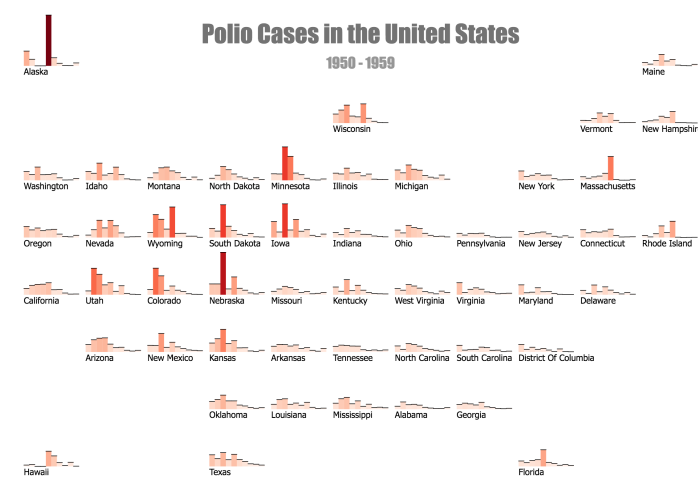 Polio Cases in the United States
1950 - 1959
Alaska
Maine
Wisconsin
Vermont
New Hampshir
Washington
Idaho
Montana
North Dakota
Minnesota
Illinois
Michigan
New York
Massachusetts
Oregon
Nevada
Wyoming
South Dakota
Iowa
Indiana
Ohio
Pennsylvania
New Jersey
Connecticut
Rhode Island
California
Utah
Colorado
Nebraska
Missouri
Kentucky
West Virginia
Virginia
Maryland
Delaware
Arizona
New Mexico
Kansas
Arkansas
Tennessee
North Carolina
South Carolina
District Of Columbia
Oklahoma
Louisiana
Mississippi
Alabama
Georgia
Hawaii
Texas
Florida